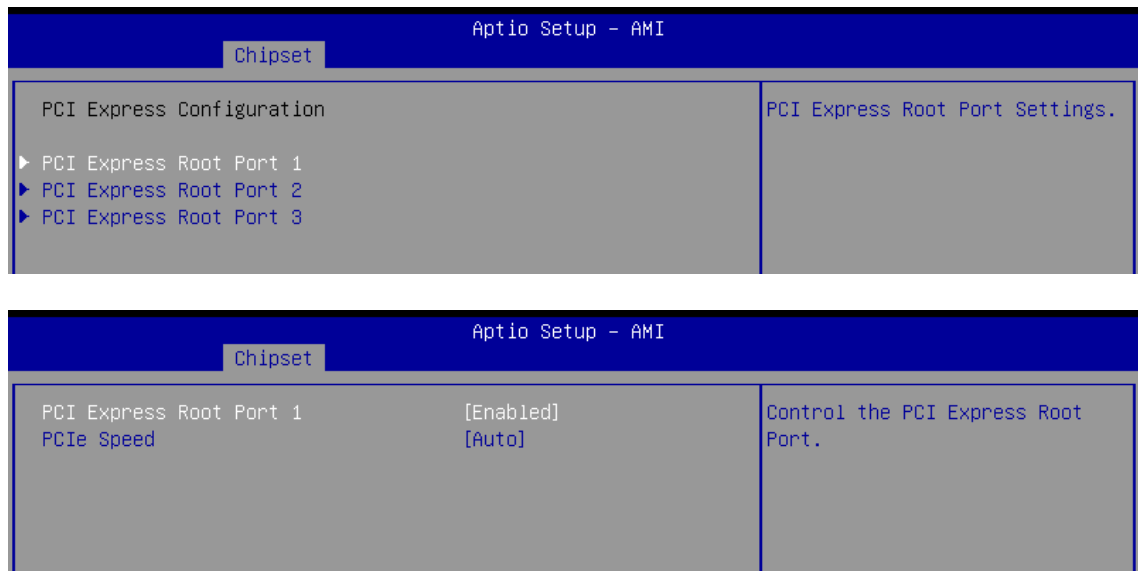 Aptio Setup – AMI
Chipset
PCI Express Configuration
PCI Express Root Port Settings.
PCI Express Root Port 1
PCI Express Root Port 2
PCI Express Root Port 3
Aptio Setup – AMI
Chipset
PCI Express Root Port 1 [Enabled]
PCIe Speed [Auto]
Control the PCI Express Root
Port.